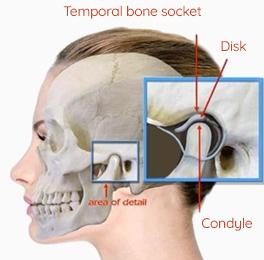 Temporal bone socket
Disk
area of detail
Condyle